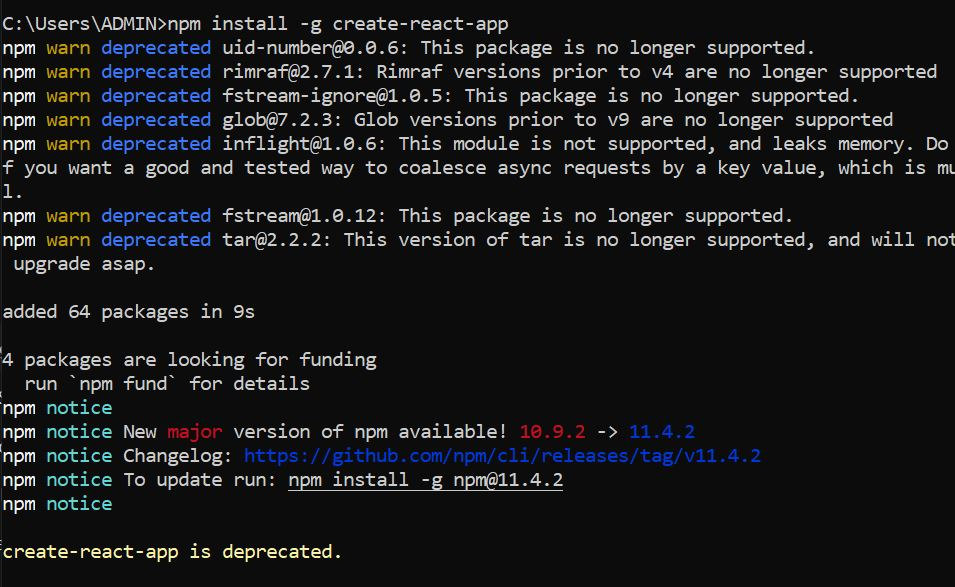 C:\Users\ADMIN>npm install -g create-react-app
npm warn deprecated uid-number@0.0.6: This package is no longer supported.
npm warn deprecated rimraf@2.7.1: Rimraf versions prior to v4 are no longer supported
npm warn deprecated fstream-ignore@1.0.5: This package is no longer supported.
npm warn deprecated glob@7.2.3: Glob versions prior to v9 are no longer supported
npm warn deprecated inflight@1.0.6: This module is not supported, and leaks memory. Do
f you want a good and tested way to coalesce async requests by a key value, which is mu
l.
npm warn deprecated fstream@1.0.12: This package is no longer supported.
npm warn deprecated tar@2.2.2: This version of tar is no longer supported, and will not
 upgrade asap.
added 64 packages in 9s
4 packages are looking for funding
  run `npm fund` for details
npm notice
npm notice New major version of npm available! 10.9.2 -> 11.4.2
npm notice Changelog: https://github.com/npm/cli/releases/tag/v11.4.2
npm notice To update run: npm install -g npm@11.4.2
npm notice
create-react-app is deprecated.